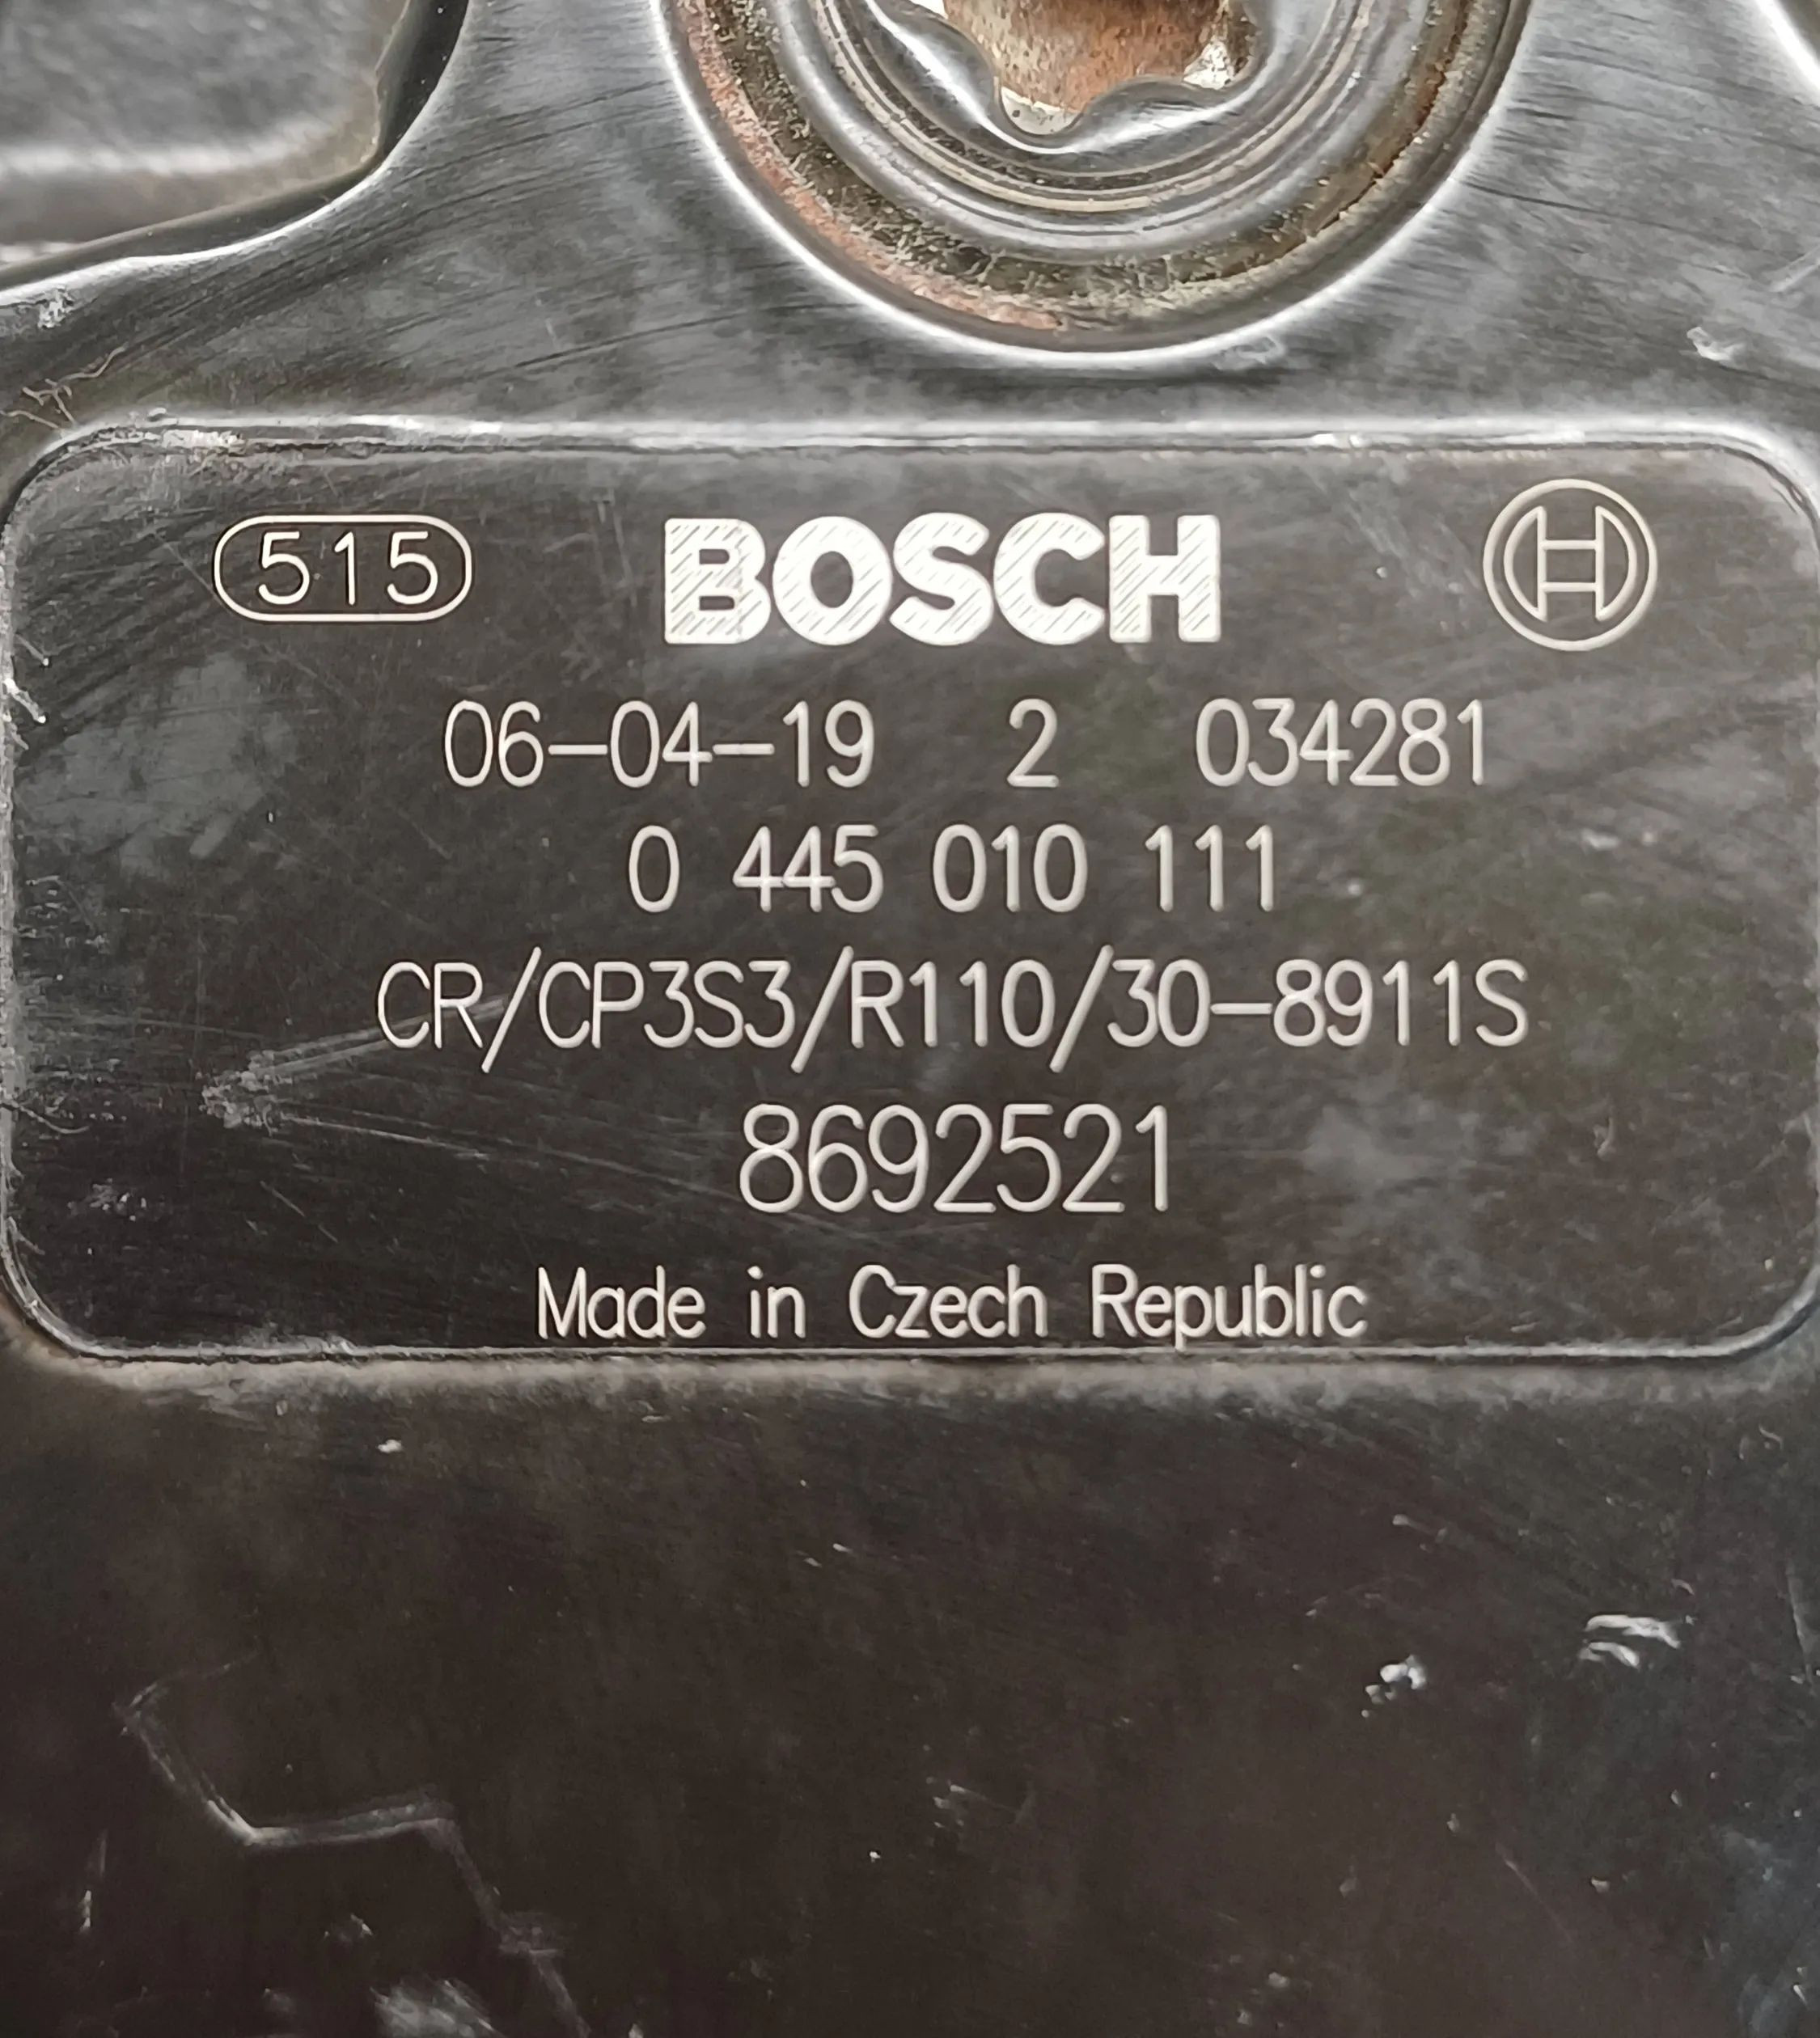 515 BOSCH
06-04-19 2 034281
0 445 010 111
CR/CP3S3/R110/30-8911S
8692521
Made in Czech Republic